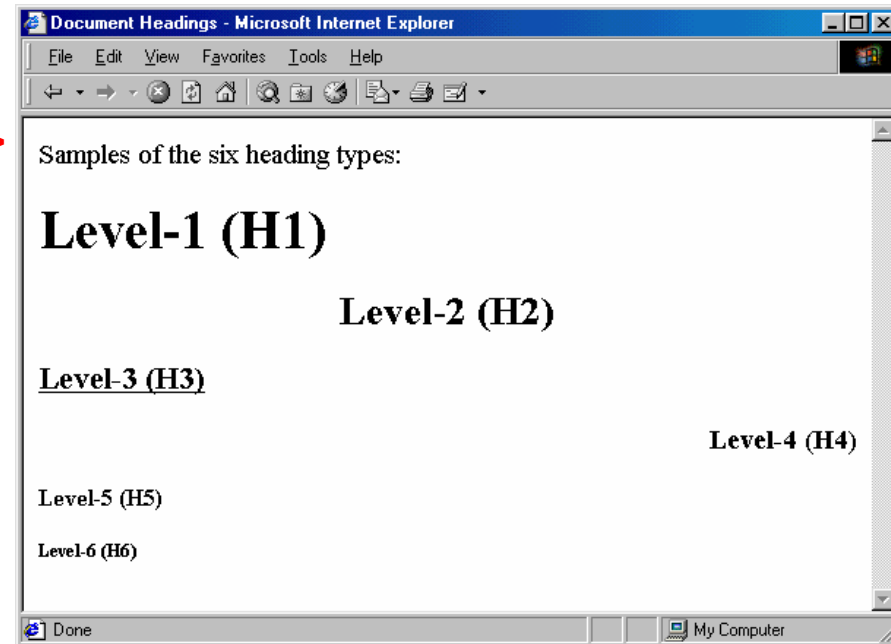 Document Headings - Microsoft Internet Explorer
File Edit View Favorites Tools Help
Samples of the six heading types:
Level-1 (H1)
Level-2 (H2)
Level-3 (H3)
Level-4 (H4)
Level-5 (H5)
Level-6 (H6)
Done My Computer